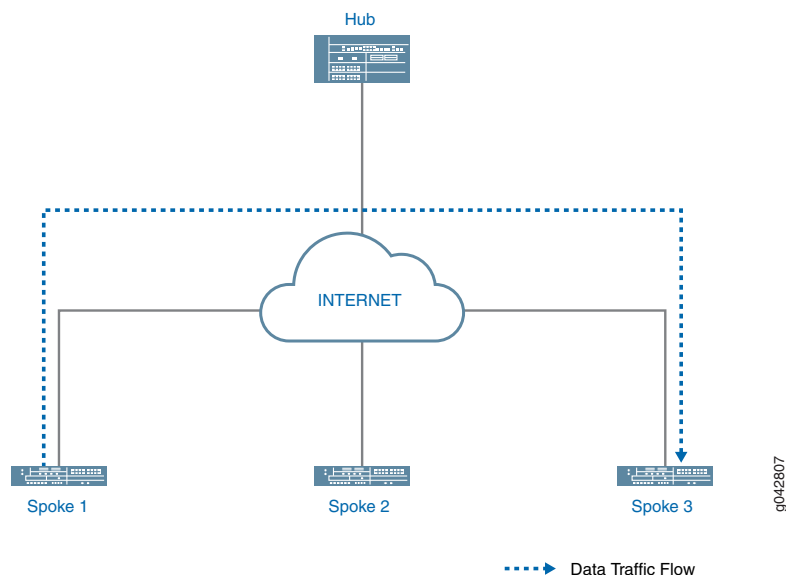 Hub
INTERNET
Spoke 1
Spoke 2
Spoke 3
g042807
Data Traffic Flow